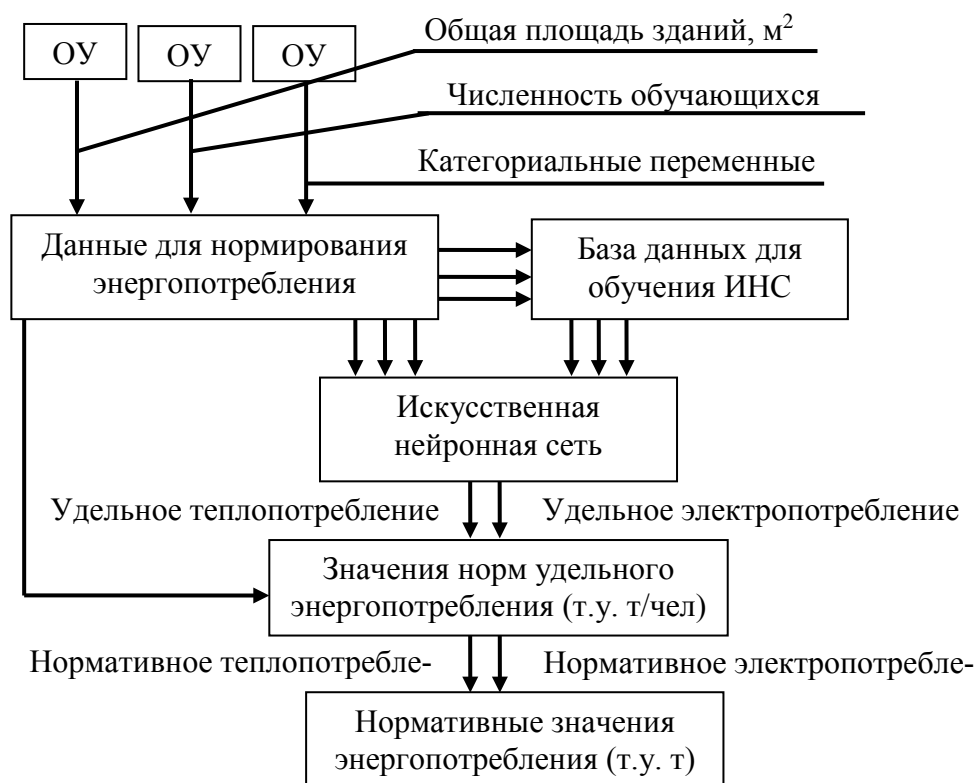 ОУ
ОУ
ОУ
Общая площадь зданий, м²
Численность обучающихся
Категориальные переменные
Данные для нормирования
энергопотребления
База данных для
обучения ИНС
Искусственная
нейронная сеть
Удельное теплопотребление
Удельное электропотребление
Значения норм удельного
энергопотребления (т.у. т/чел)
Нормативное теплопотребле-
Нормативное электропотребле-
Нормативные значения
энергопотребления (т.у. т)